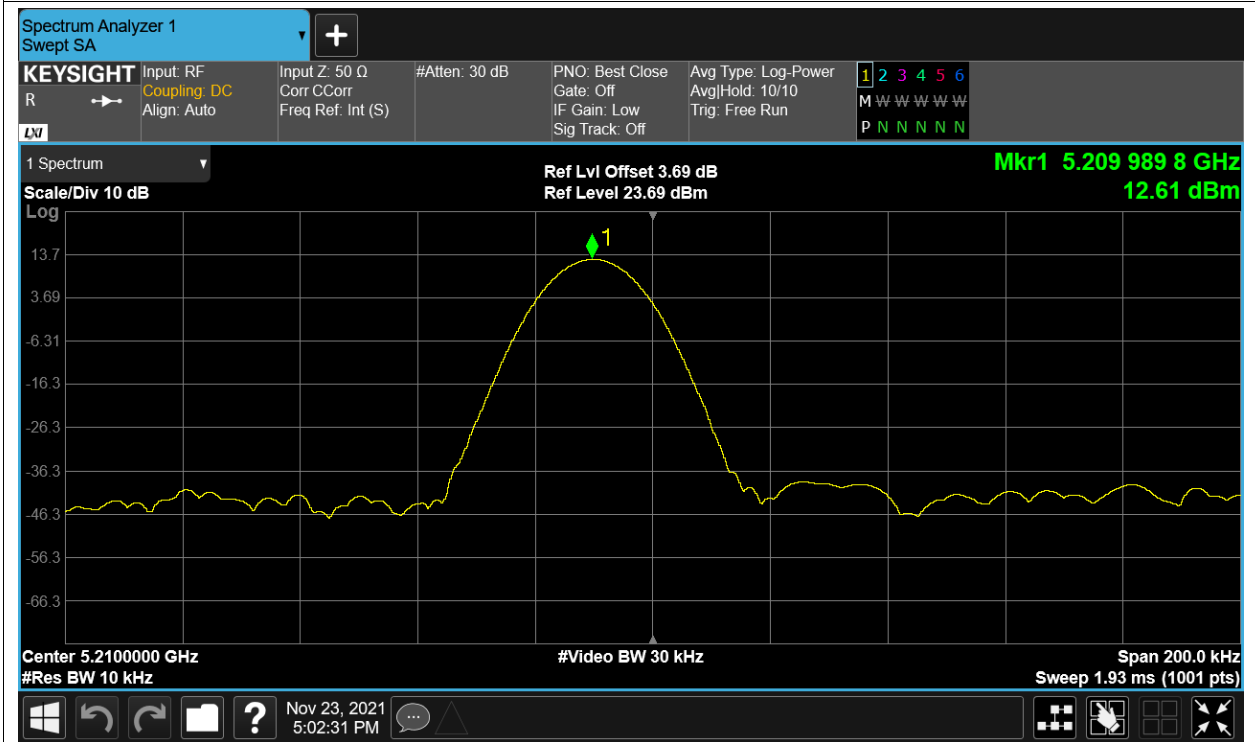 Spectrum Analyzer 1
Swept SA
+
KEYSIGHT
R
LXI
Input: RF
Coupling: DC
Align: Auto
Input Z: 50 Ω
Corr CCorr
Freq Ref: Int (S)
#Atten: 30 dB
PNO: Best Close
Gate: Off
IF Gain: Low
Sig Track: Off
Avg Type: Log-Power
Avg|Hold: 10/10
Trig: Free Run
1 2 3 4 5 6
M W W W W W
P N N N N N
1 Spectrum
Scale/Div 10 dB
Log
Ref Lvl Offset 3.69 dB
Ref Level 23.69 dBm
Mkr1 5.209 989 8 GHz
12.61 dBm
1
13.7
3.69
-6.31
-16.3
-26.3
-36.3
-46.3
-56.3
-66.3
Center 5.2100000 GHz
#Video BW 30 kHz
Span 200.0 kHz
#Res BW 10 kHz
Sweep 1.93 ms (1001 pts)
?
Nov 23, 2021
5:02:31 PM